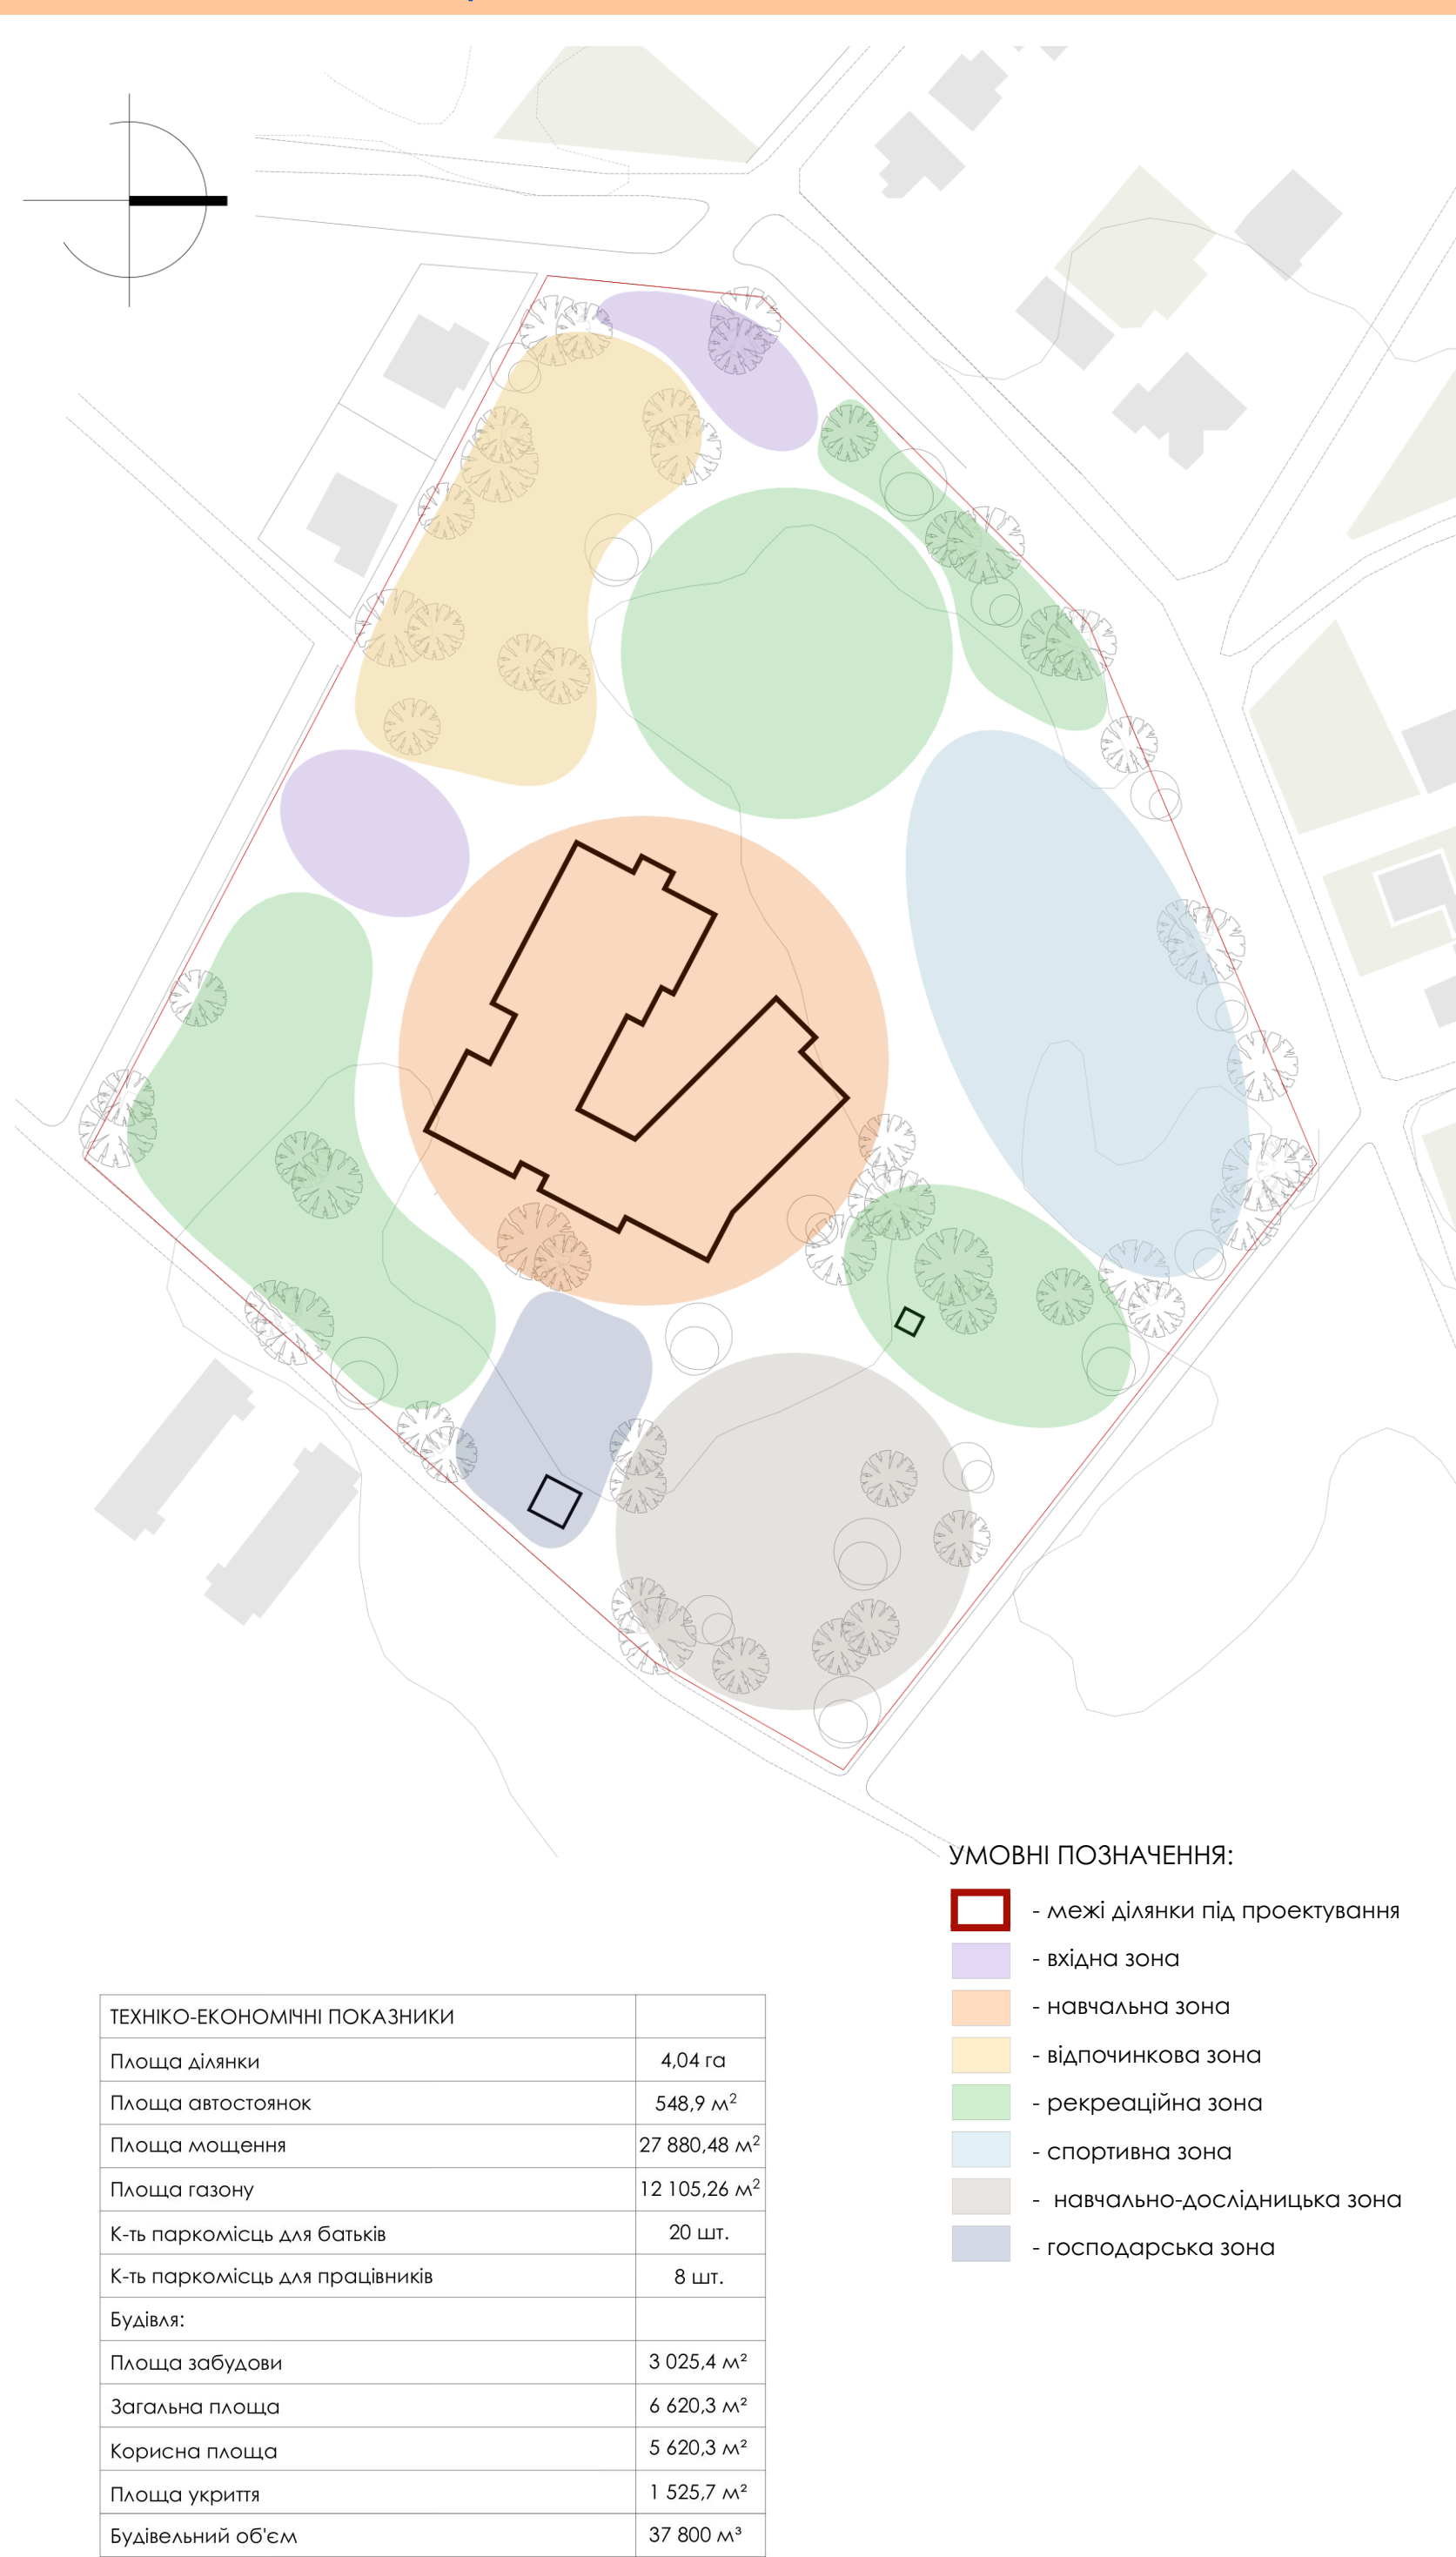 УМОВНІ ПОЗНАЧЕННЯ:
- межі ділянки під проектування
- вхідна зона
- навчальна зона
- відпочинкова зона
- рекреаційна зона
- спортивна зона
- навчально-дослідницька зона
- господарська зона
ТЕХНІКО-ЕКОНОМІЧНІ ПОКАЗНИКИ
Площа ділянки 4,04 га
Площа автостоянок 548,9 м²
Площа мощення 27 880,48 м²
Площа газону 12 105,26 м²
К-ть паркомісць для батьків 20 шт.
К-ть паркомісць для працівників 8 шт.
Будівля:
Площа забудови 3 025,4 м²
Загальна площа 6 620,3 м²
Корисна площа 5 620,3 м²
Площа укриття 1 525,7 м²
Будівельний об'єм 37 800 м³